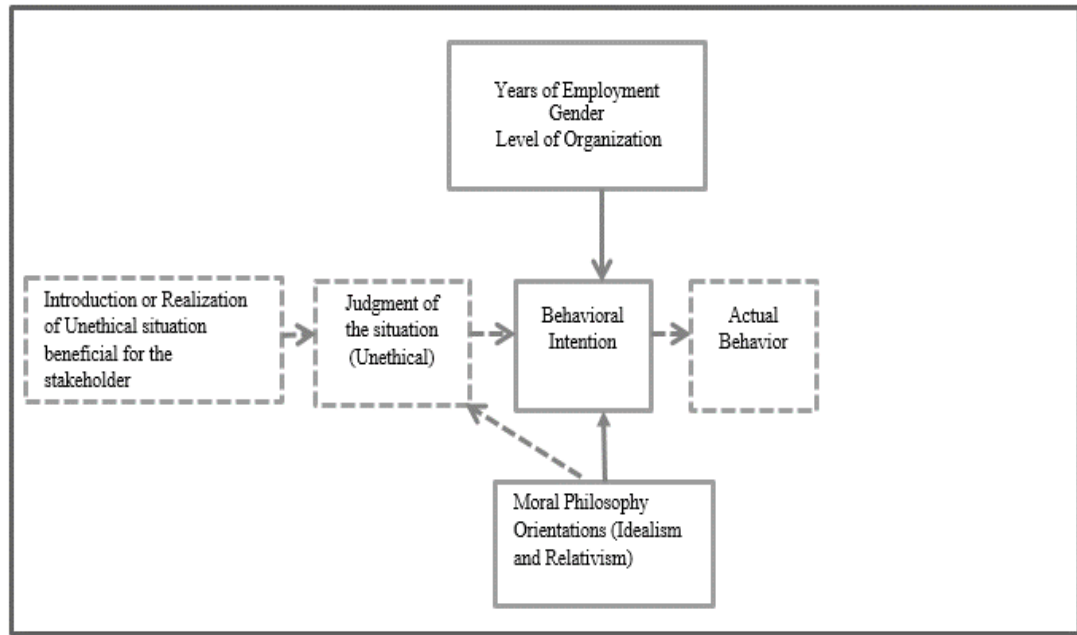 Years of Employment
Gender
Level of Organization
Introduction or Realization
of Unethical situation
beneficial for the
stakeholder
Judgment of
the situation
(Unethical)
Behavioral
Intention
Actual
Behavior
Moral Philosophy
Orientations (Idealism
and Relativism)